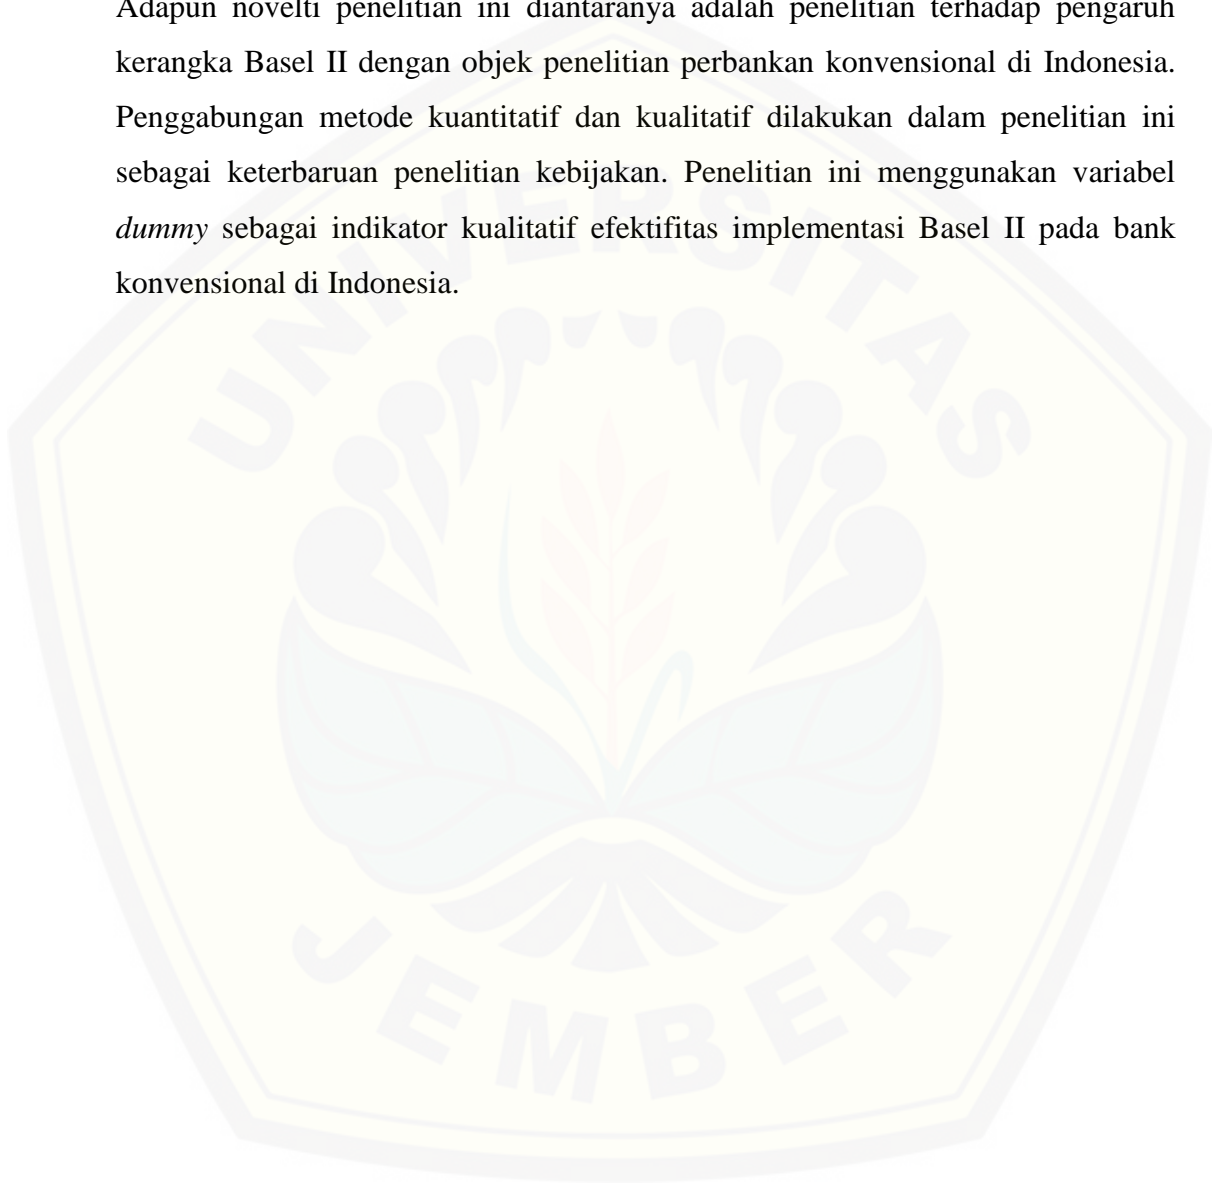 Adapun novelti penelitian ini diantaranya adalah penelitian terhadap pengaruh
kerangka Basel II dengan objek penelitian perbankan konvensional di Indonesia.
Penggabungan metode kuantitatif dan kualitatif dilakukan dalam penelitian ini
sebagai keterbaruan penelitian kebijakan. Penelitian ini menggunakan variabel
dummy sebagai indikator kualitatif efektifitas implementasi Basel II pada bank
konvensional di Indonesia.
UNIVERSITAS
JEMBER